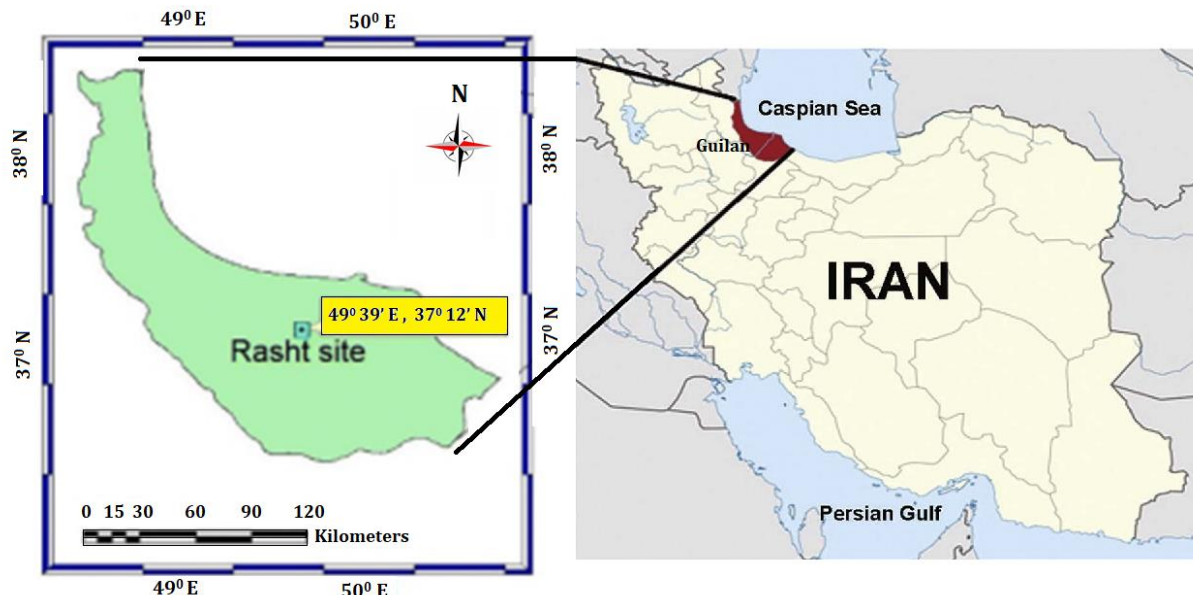 49⁰ E
50⁰ E
38⁰ N
37⁰ N
N
38⁰ N
37⁰ N
49⁰ 39' E , 37⁰ 12' N
Rasht site
0 15 30 60 90 120
Kilometers
49⁰ E
50⁰ E
Caspian Sea
Guilan
IRAN
Persian Gulf